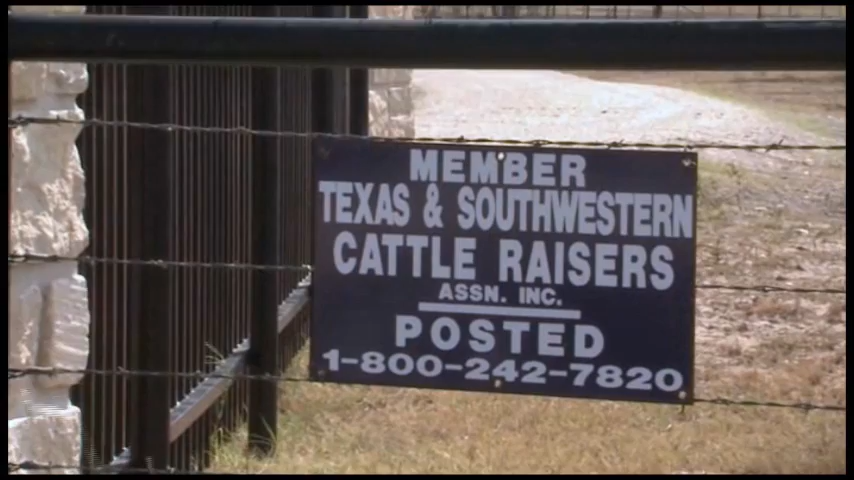 MEMBER
TEXAS & SOUTHWESTERN
CATTLE RAISERS
ASSN. INC.
POSTED
1-800-242-7820